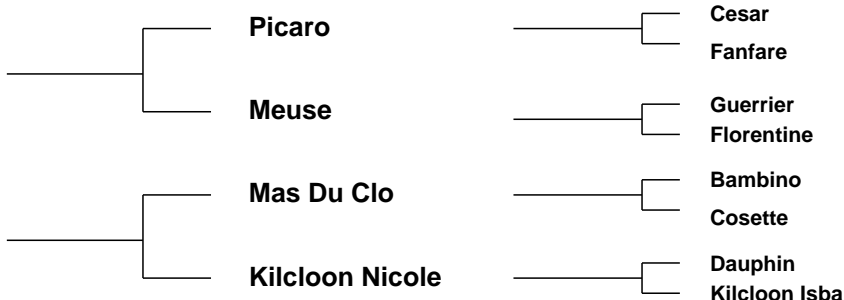 Picaro
Cesar
Fanfare
Meuse
Guerrier
Florentine
Mas Du Clo
Bambino
Cosette
Kilcloon Nicole
Dauphin
Kilcloon Isba